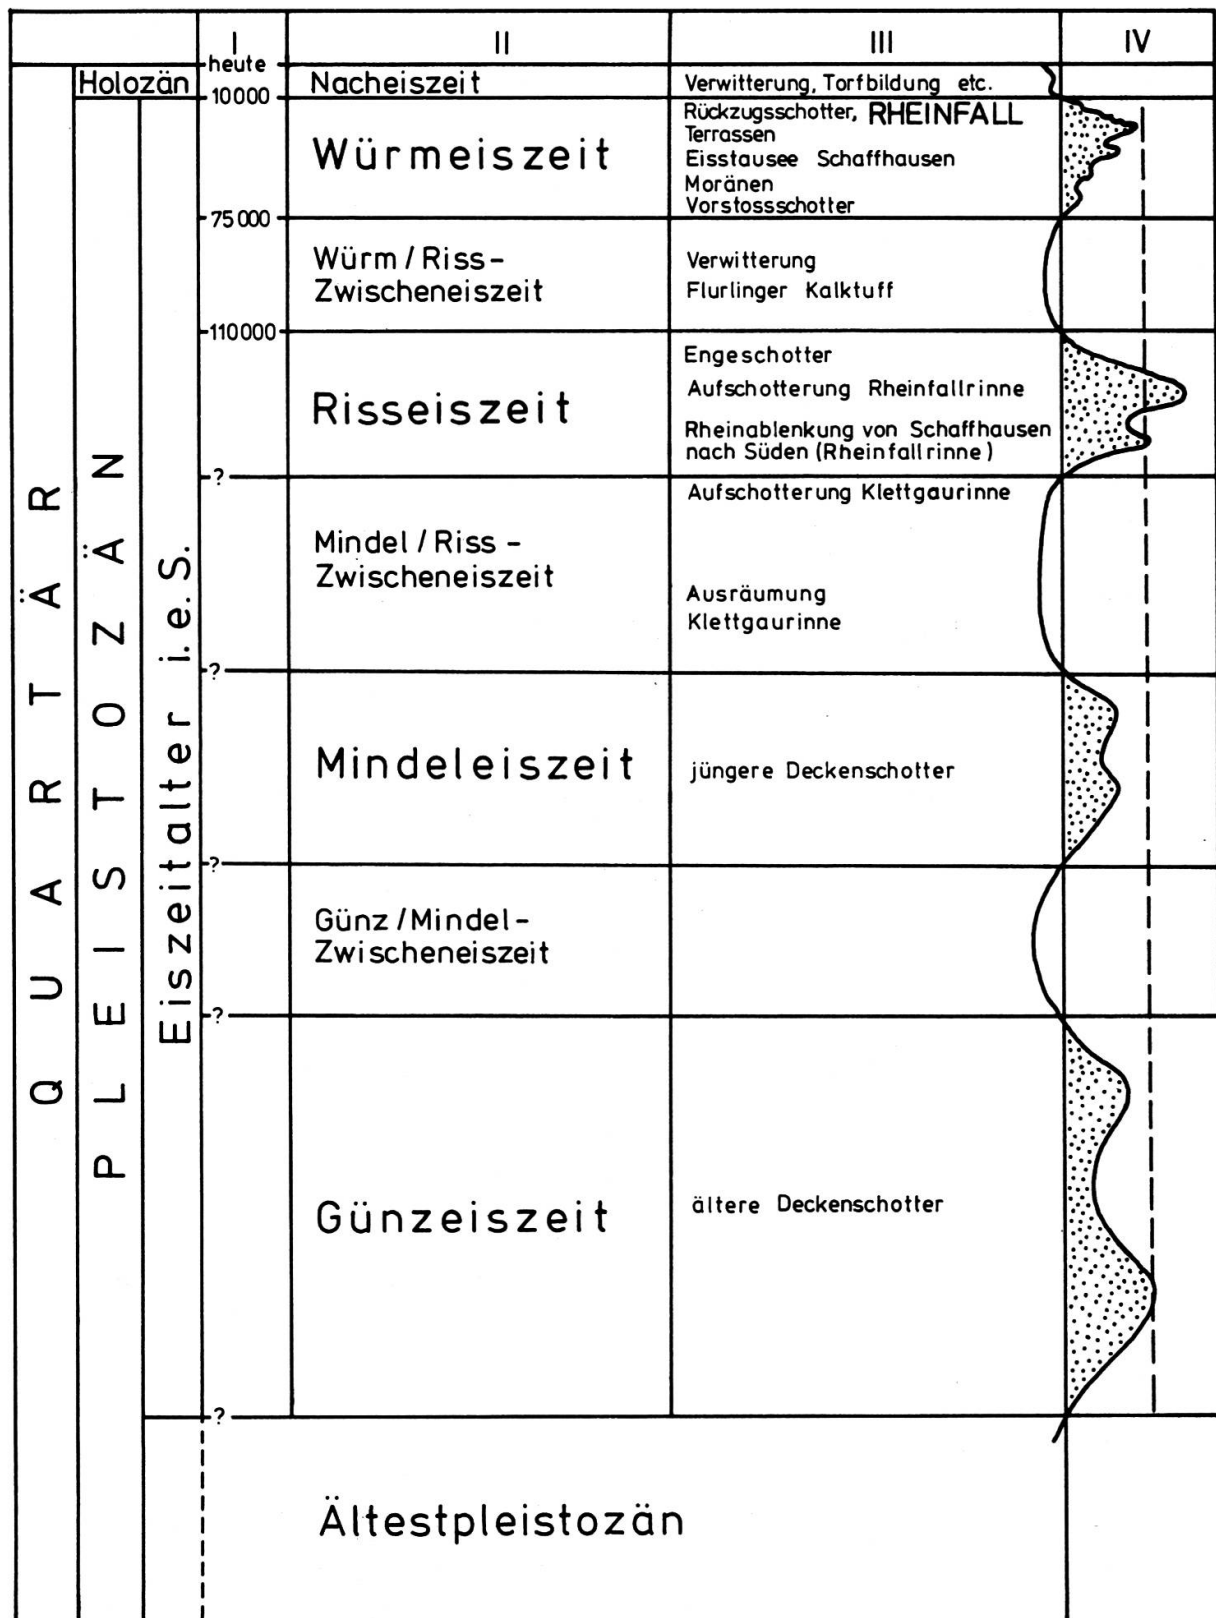 I II III IV
heute
Holozän Nacheiszeit Verwitterung, Torfbildung etc.
10000
Würmeiszeit
Rückzugsschotter, RHEINFALL
Terrassen
Eisstausee Schaffhausen
Moränen
Vorstossschotter
75000
Würm / Riss -
Zwischeneiszeit
Verwitterung
Flurlinger Kalktuff
110000
Risseiszeit
Engeschotter
Aufschotterung Rheinfallrinne
Rheinablenkung von Schaffhausen
nach Süden (Rheinfallrinne)
?
Mindel / Riss -
Zwischeneiszeit
Aufschotterung Klettgaurinne
Ausräumung
Klettgaurinne
?
Mindeleiszeit
jüngere Deckenschotter
?
Günz / Mindel -
Zwischeneiszeit
?
Günzeiszeit
ältere Deckenschotter
?
Ältestpleistozän
QUARTÄR
PLEISTOZÄN
Eiszeitalter i.e.S.